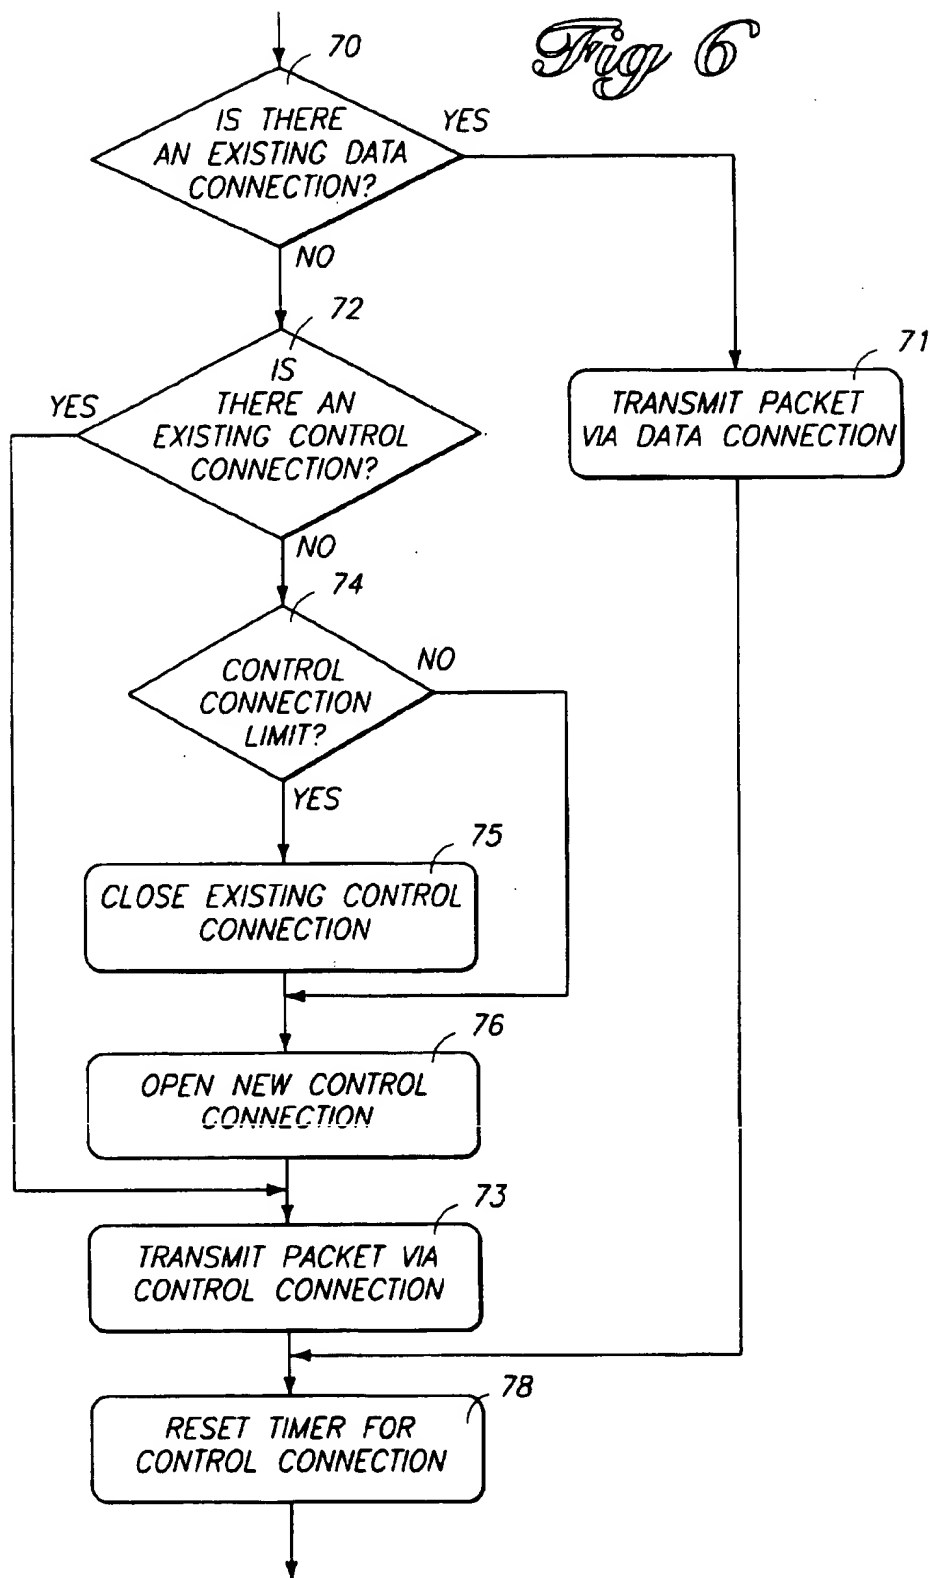 Fig 6
70
IS THERE
AN EXISTING DATA
CONNECTION?
YES
NO
72
IS
THERE AN
EXISTING CONTROL
CONNECTION?
YES
71
TRANSMIT PACKET
VIA DATA CONNECTION
NO
74
CONTROL
CONNECTION
LIMIT?
NO
YES
75
CLOSE EXISTING CONTROL
CONNECTION
76
OPEN NEW CONTROL
CONNECTION
73
TRANSMIT PACKET VIA
CONTROL CONNECTION
78
RESET TIMER FOR
CONTROL CONNECTION